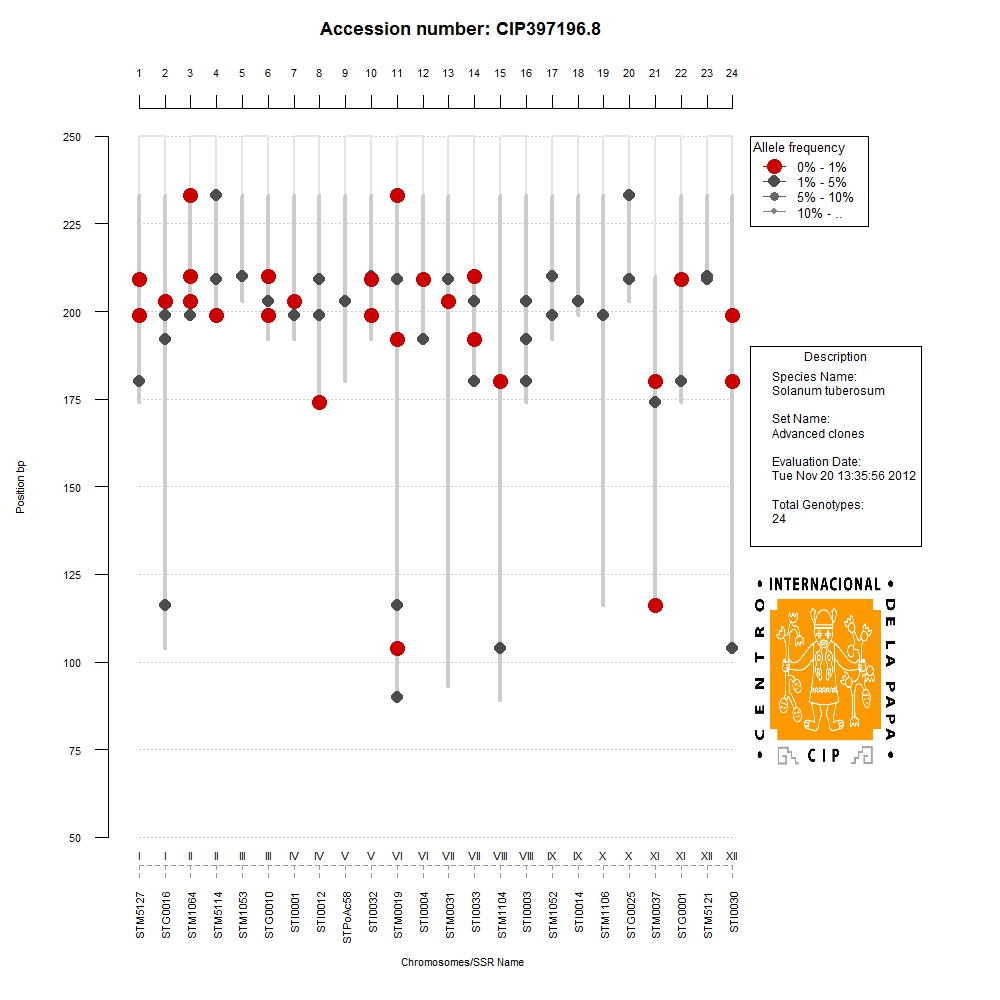 Accession number: CIP397196.8
1 2 3 4 5 6 7 8 9 10 11 12 13 14 15 16 17 18 19 20 21 22 23 24
250
225
200
175
150
125
100
75
50
Position bp
Allele frequency
0% - 1%
1% - 5%
5% - 10%
10% - ..
Description
Species Name:
Solanum tuberosum
Set Name:
Advanced clones
Evaluation Date:
Tue Nov 20 13:35:56 2012
Total Genotypes:
24
• INTERNACIONAL •
CENTRO
DE LA PAPA
• CIP •
I I II II III III IV IV V V VI VI VII VII VIII VIII IX IX X X XI XI XII XII
STM5127 STG0016 STM1064 STM5114 STM1053 STG0010 STI0001 STI0012 STPoAc58 STI0032 STM0019 STI0004 STM0031 STI0033 STM1104 STI0003 STM1052 STI0014 STM1106 STG0025 STM0037 STG0001 STM5121 STI0030
Chromosomes/SSR Name